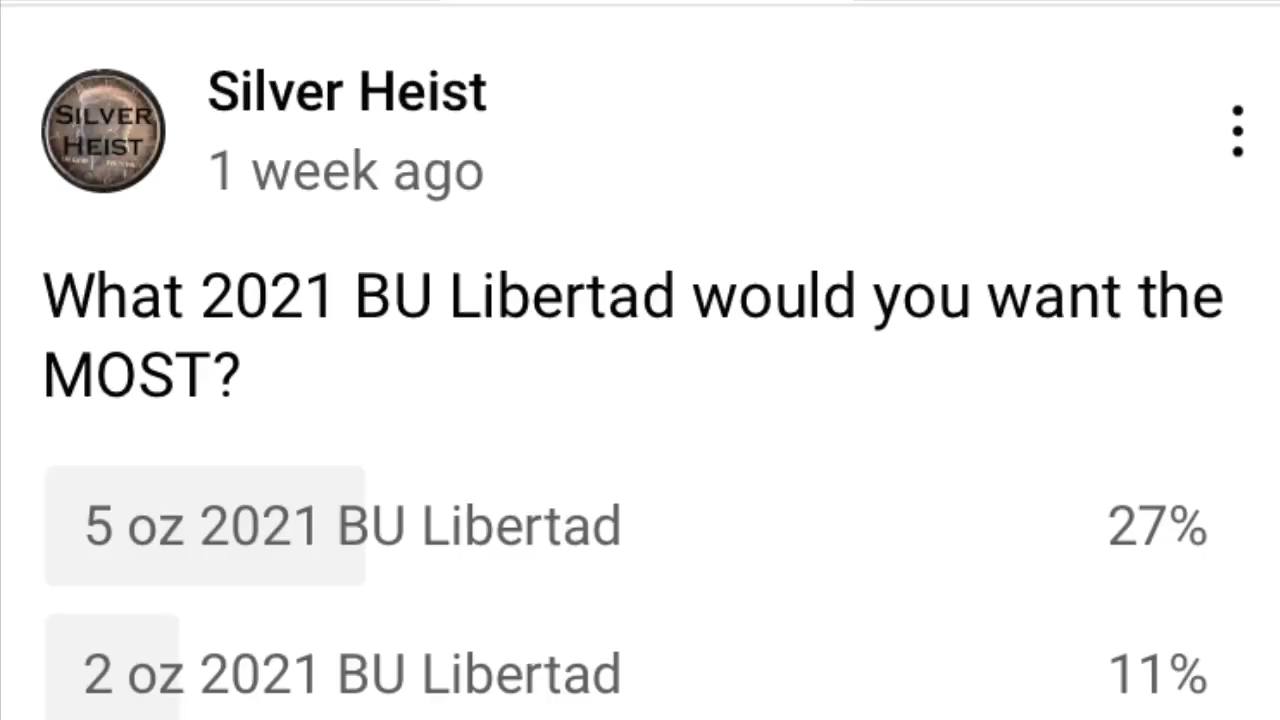 SILVER
HEIST
Silver Heist
1 week ago
What 2021 BU Libertad would you want the
MOST?
5 oz 2021 BU Libertad 27%
2 oz 2021 BU Libertad 11%